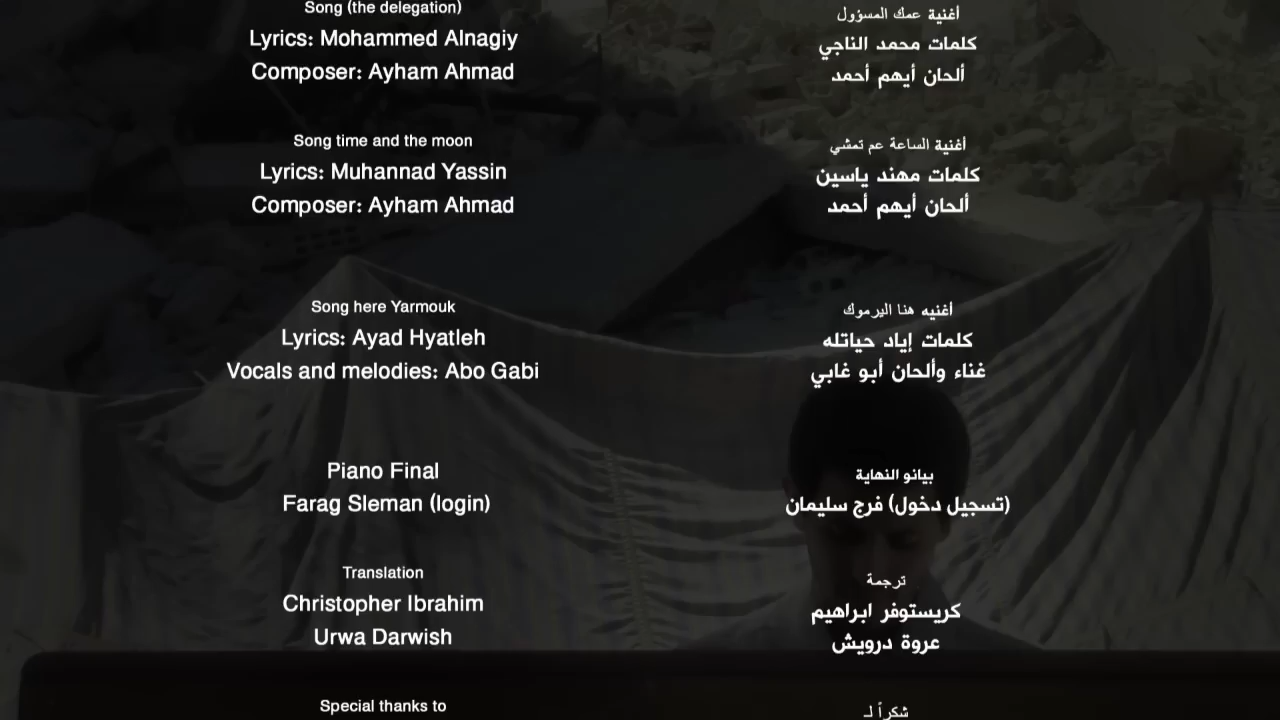 Song (the delegation)
Lyrics: Mohammed Alnagiy
Composer: Ayham Ahmad
Song time and the moon
Lyrics: Muhannad Yassin
Composer: Ayham Ahmad
Song here Yarmouk
Lyrics: Ayad Hyatleh
Vocals and melodies: Abo Gabi
Piano Final
Farag Sleman (login)
Translation
Christopher Ibrahim
Urwa Darwish
Special thanks to
أغنية عمك المسؤول
كلمات محمد الناجي
ألحان أيهم أحمد
أغنية الساعة عم تمشي
كلمات مهند ياسين
ألحان أيهم أحمد
أغنيه هنا اليرموك
كلمات إياد حياتله
غناء وألحان أبو غابي
بيانو النهاية
(تسجيل دخول) فرج سليمان
ترجمة
كريستوفر ابراهيم
عروة درويش
شكراً لـ